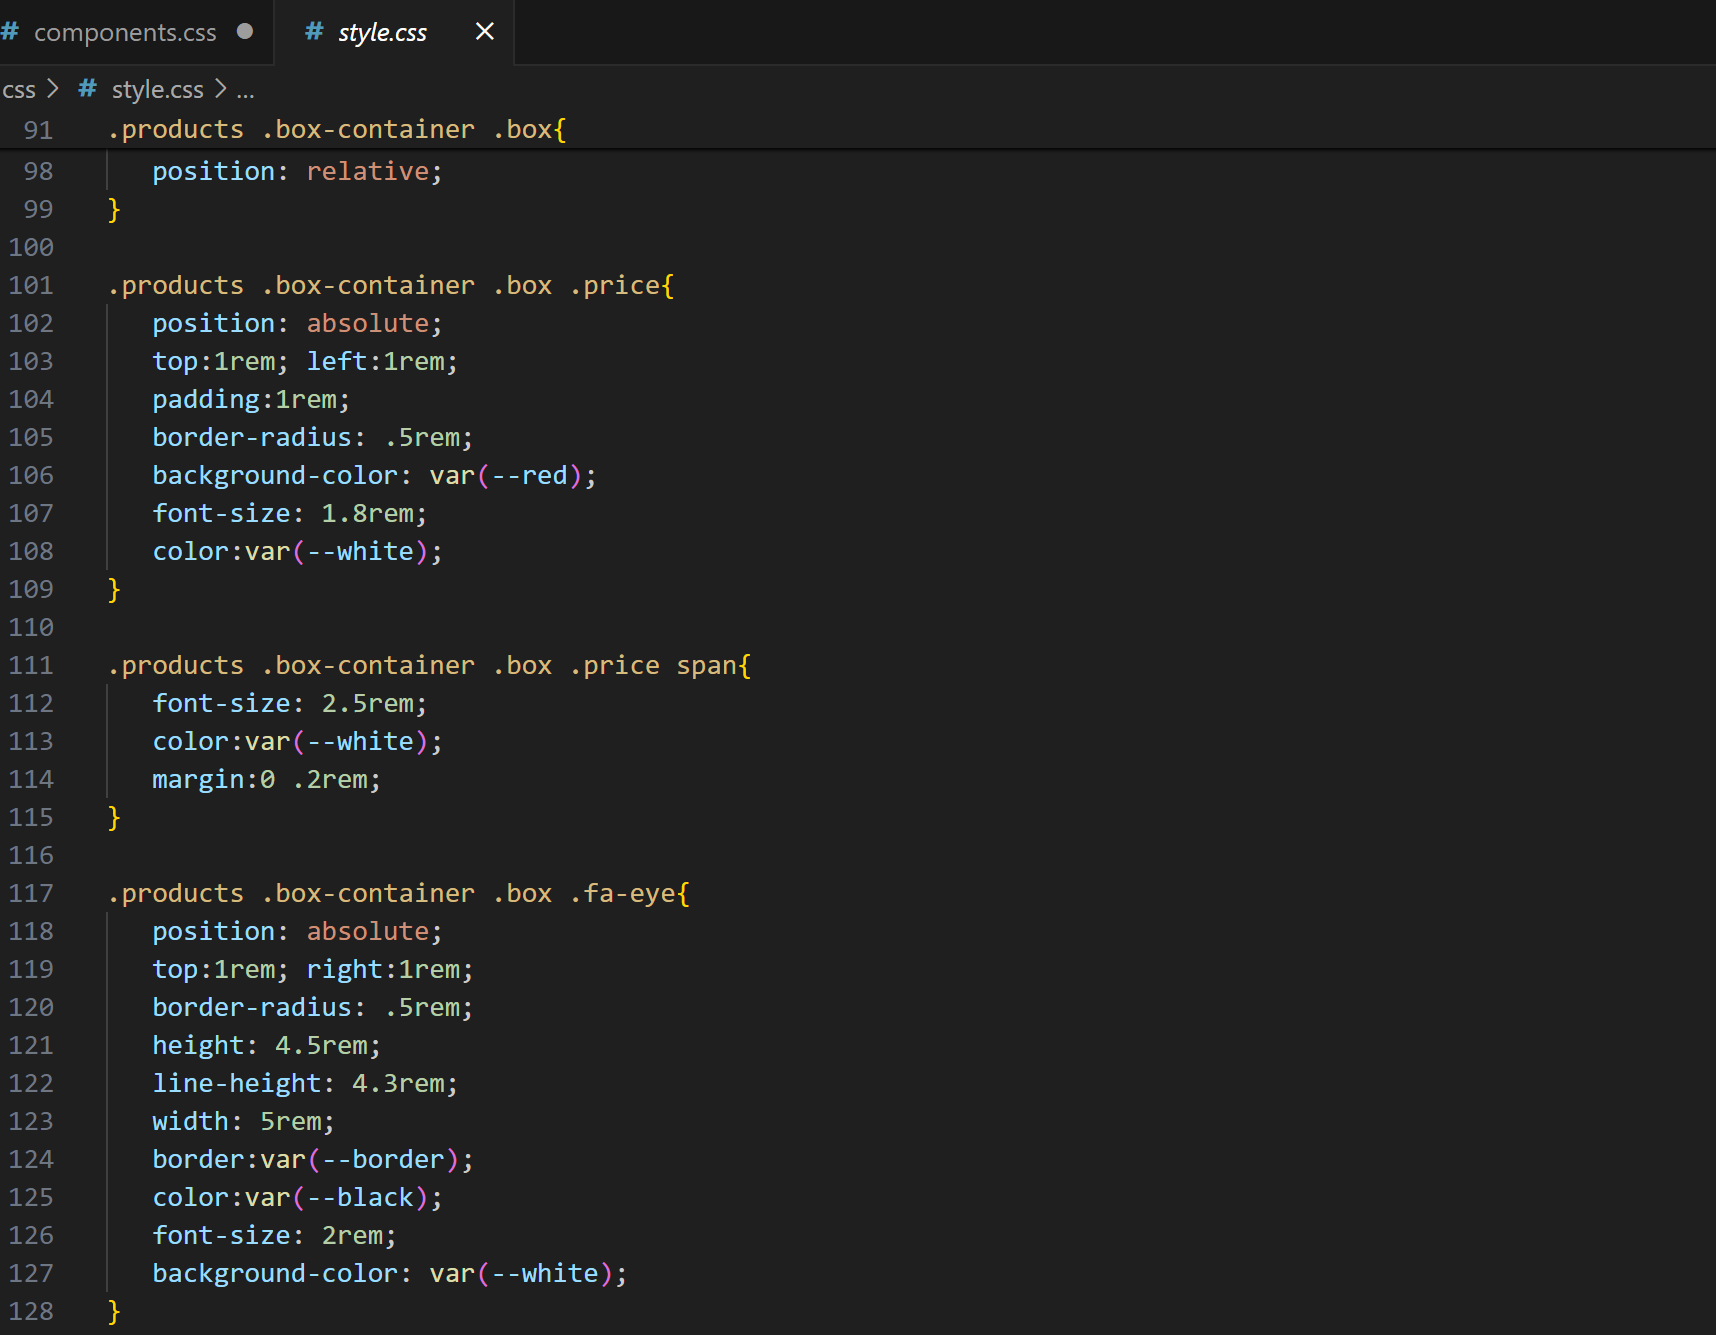 # components.css ● # style.css ×
css > # style.css > ...
91 .products .box-container .box{
98 position: relative;
99 }
100
101 .products .box-container .box .price{
102 position: absolute;
103 top:1rem; left:1rem;
104 padding:1rem;
105 border-radius: .5rem;
106 background-color: var(--red);
107 font-size: 1.8rem;
108 color:var(--white);
109 }
110
111 .products .box-container .box .price span{
112 font-size: 2.5rem;
113 color:var(--white);
114 margin:0 .2rem;
115 }
116
117 .products .box-container .box .fa-eye{
118 position: absolute;
119 top:1rem; right:1rem;
120 border-radius: .5rem;
121 height: 4.5rem;
122 line-height: 4.3rem;
123 width: 5rem;
124 border:var(--border);
125 color:var(--black);
126 font-size: 2rem;
127 background-color: var(--white);
128 }